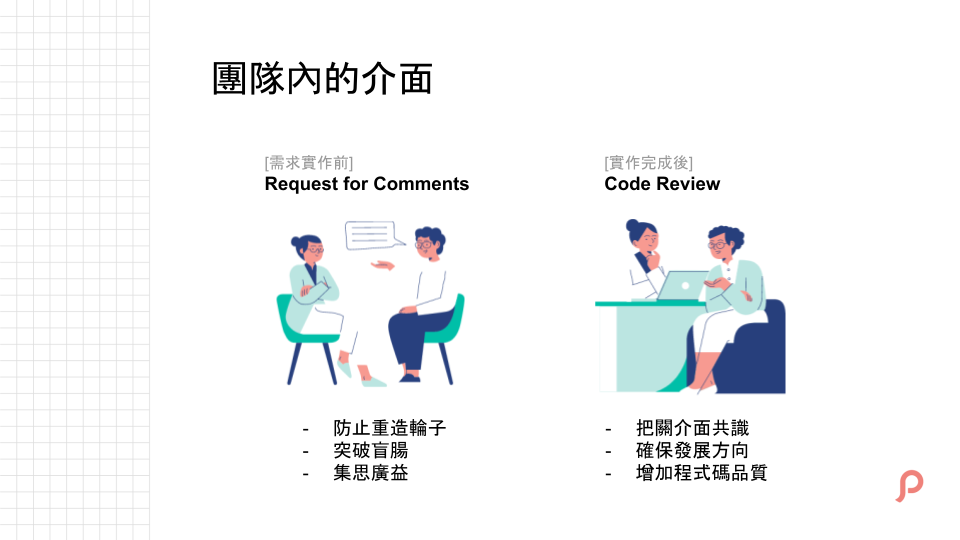 團隊內的介面
[需求實作前]
Request for Comments
- 防止重造輪子
- 突破盲腸
- 集思廣益
[實作完成後]
Code Review
- 把關介面共識
- 確保發展方向
- 增加程式碼品質